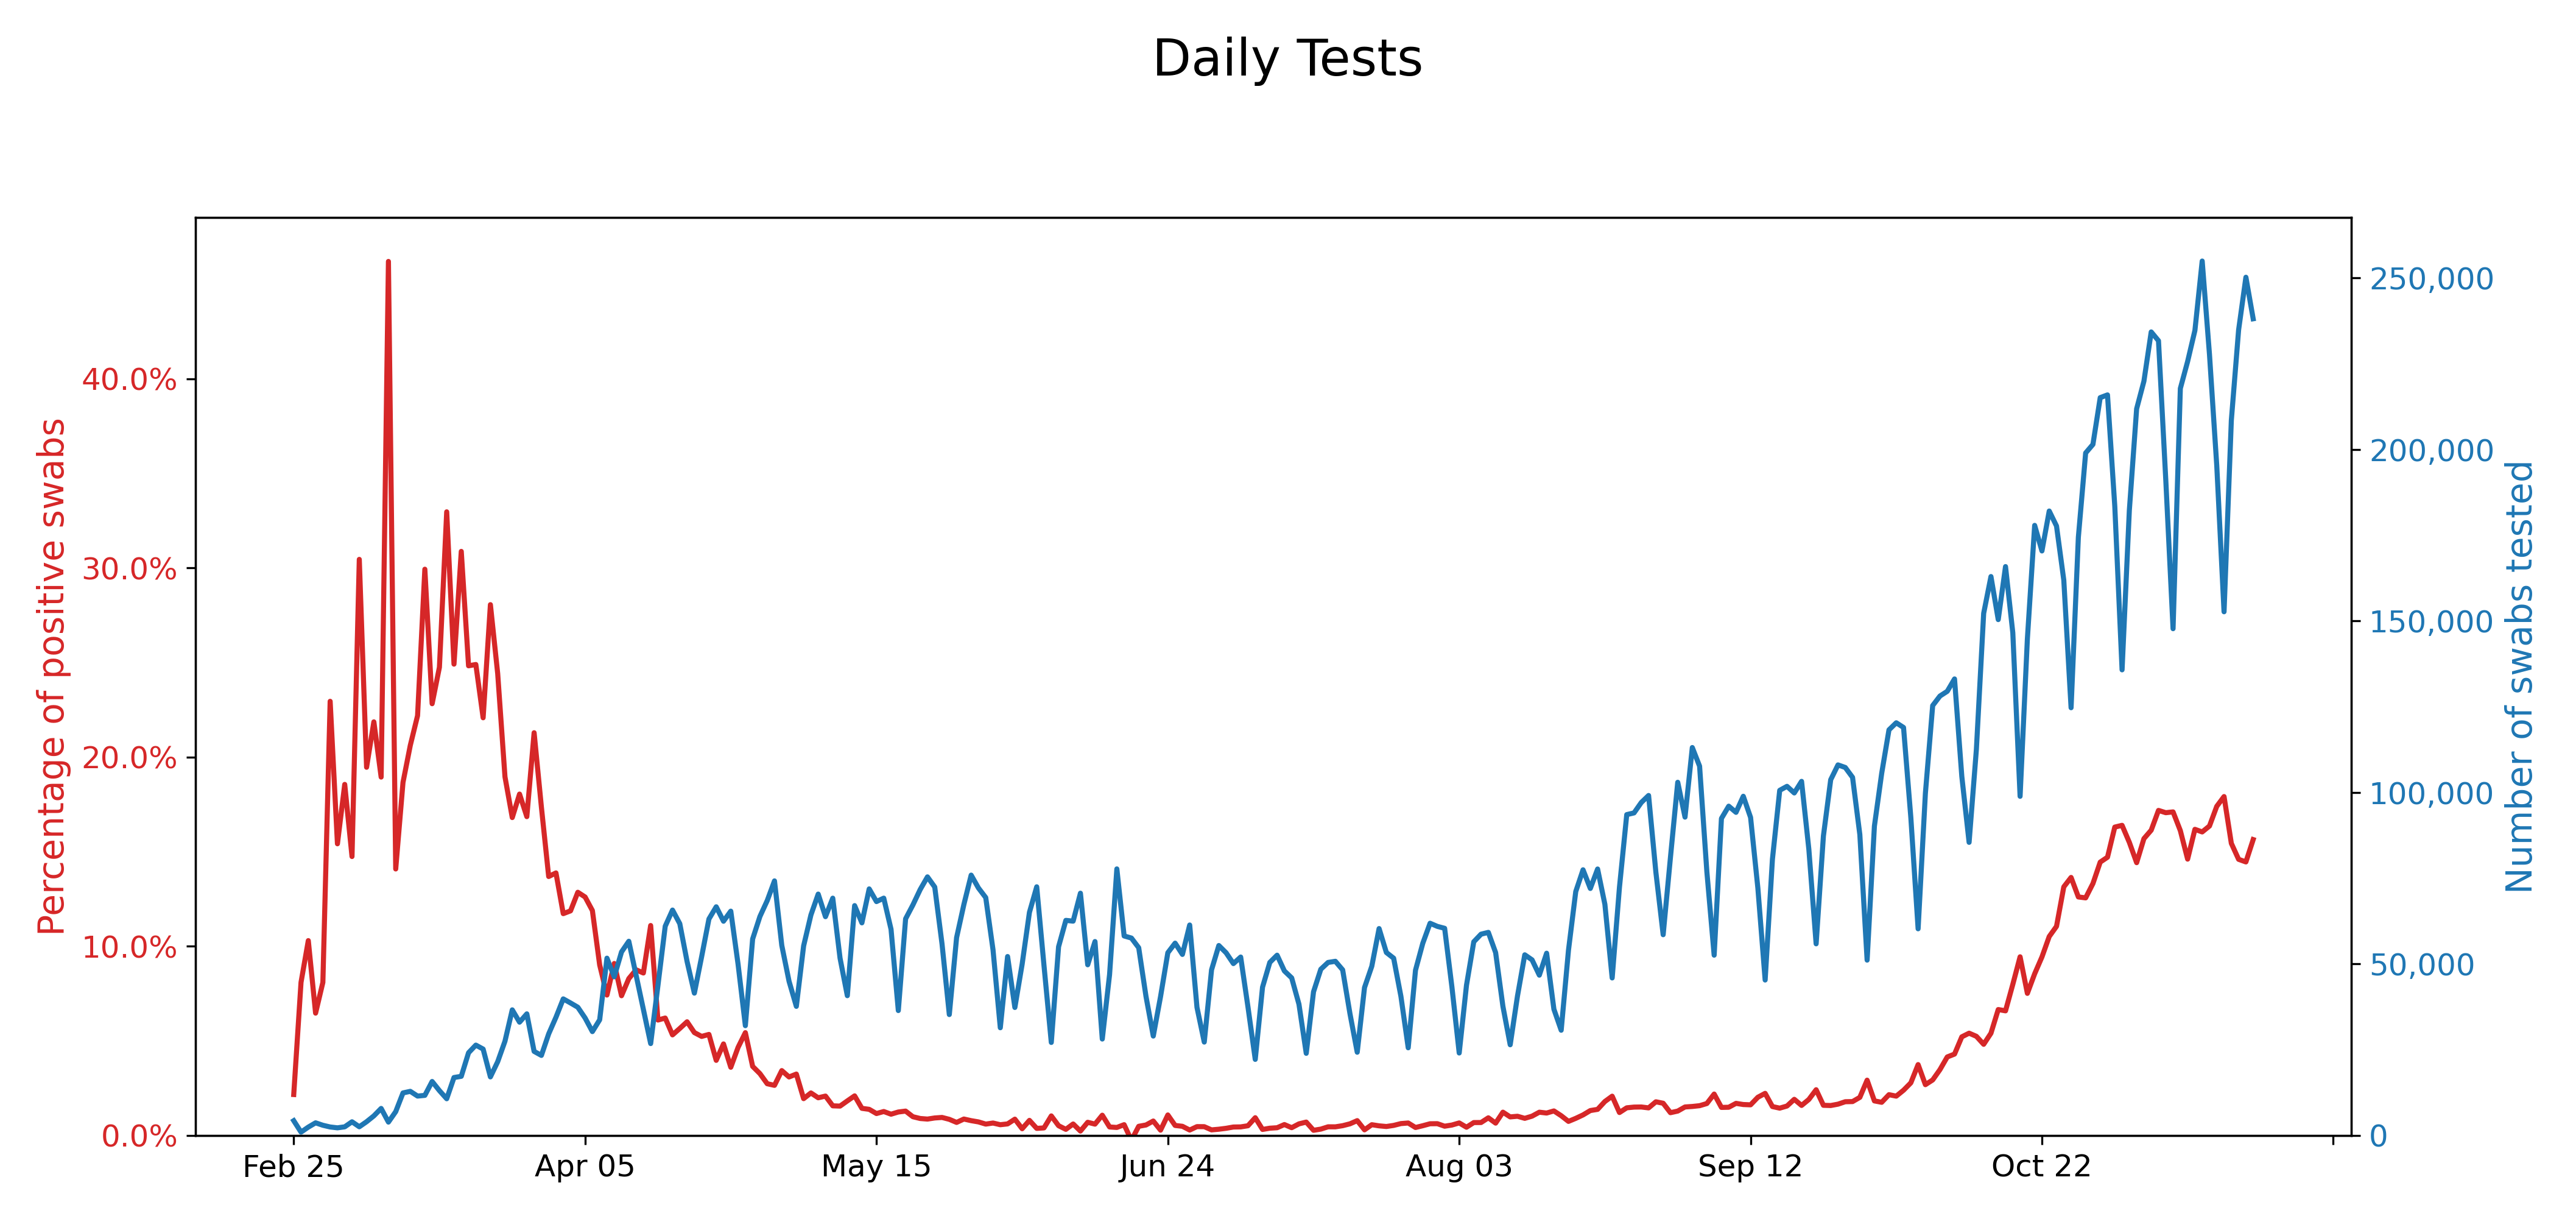 Daily Tests
Percentage of positive swabs
40.0%
30.0%
20.0%
10.0%
0.0%
250,000
200,000
150,000
100,000
50,000
0
Number of swabs tested
Feb 25
Apr 05
May 15
Jun 24
Aug 03
Sep 12
Oct 22